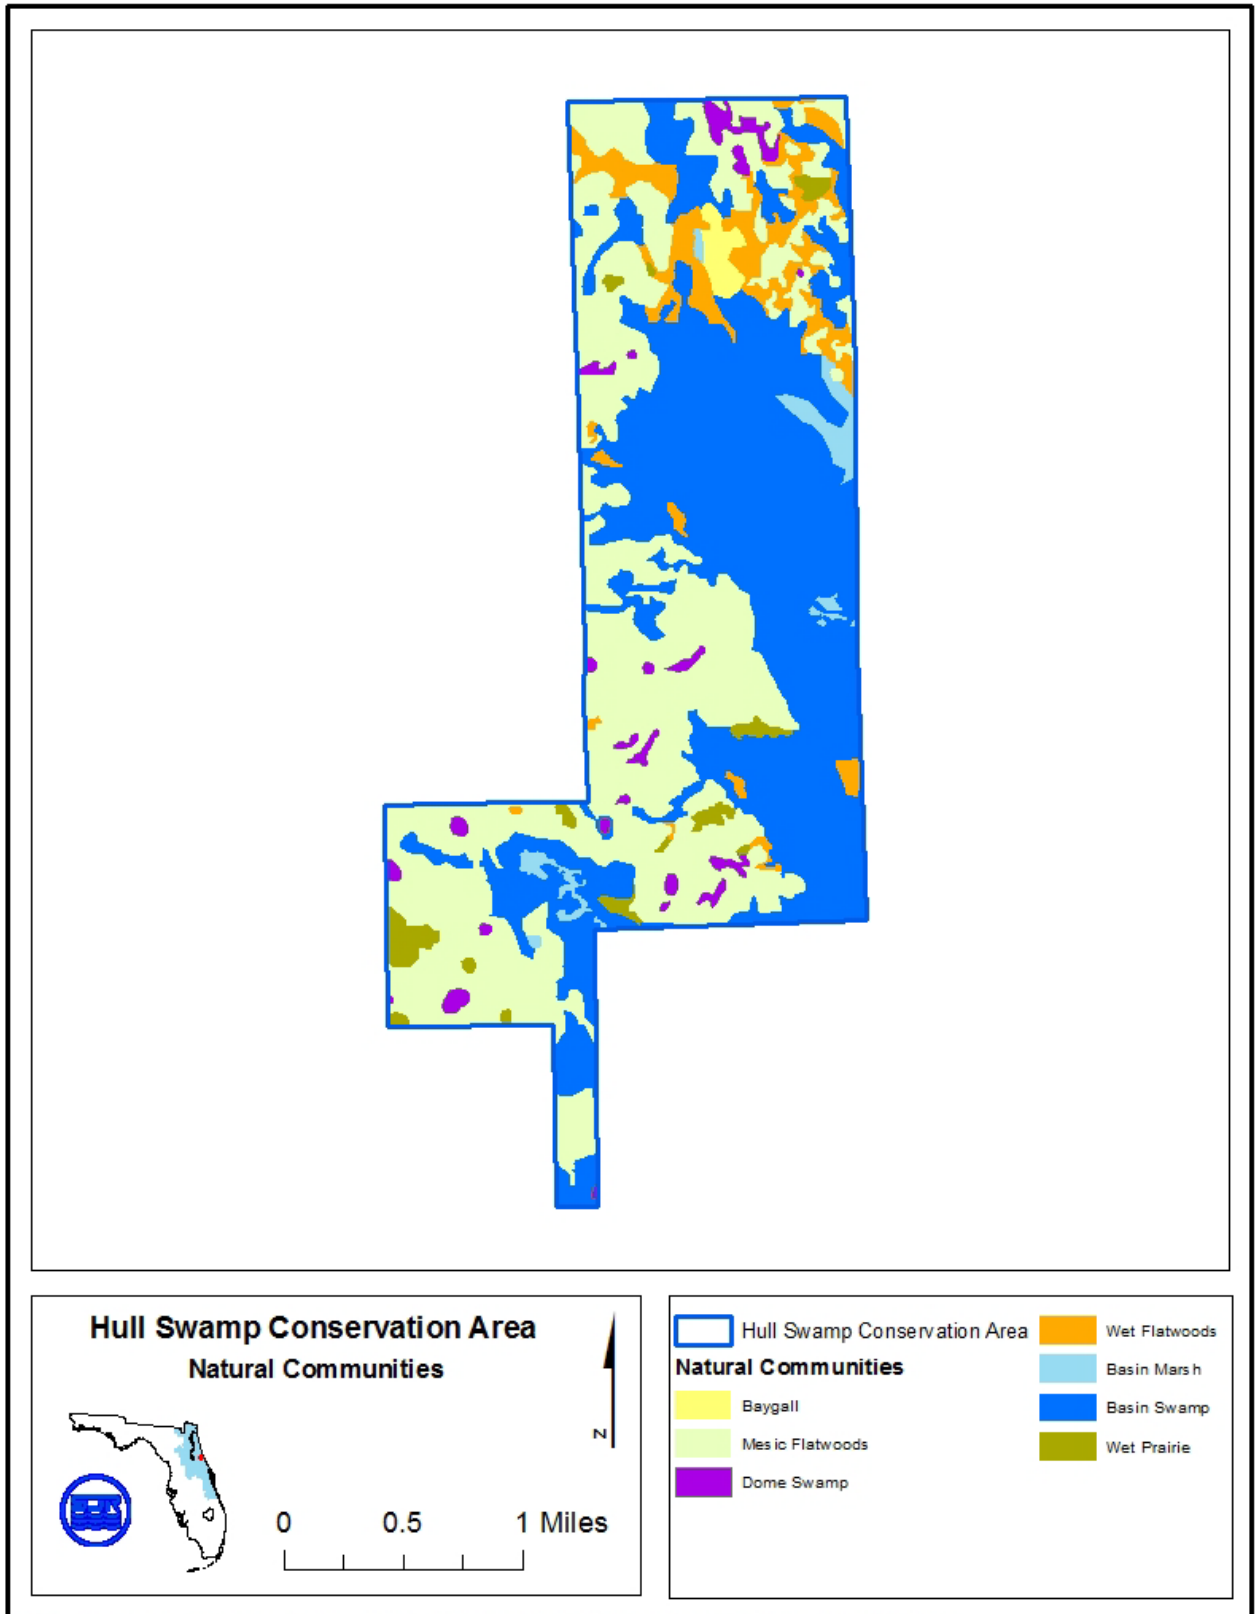 Hull Swamp Conservation Area
Natural Communities
N
0 0.5 1 Miles
Hull Swamp Conservation Area
Natural Communities
Baygall
Mesic Flatwoods
Dome Swamp
Wet Flatwoods
Basin Marsh
Basin Swamp
Wet Prairie